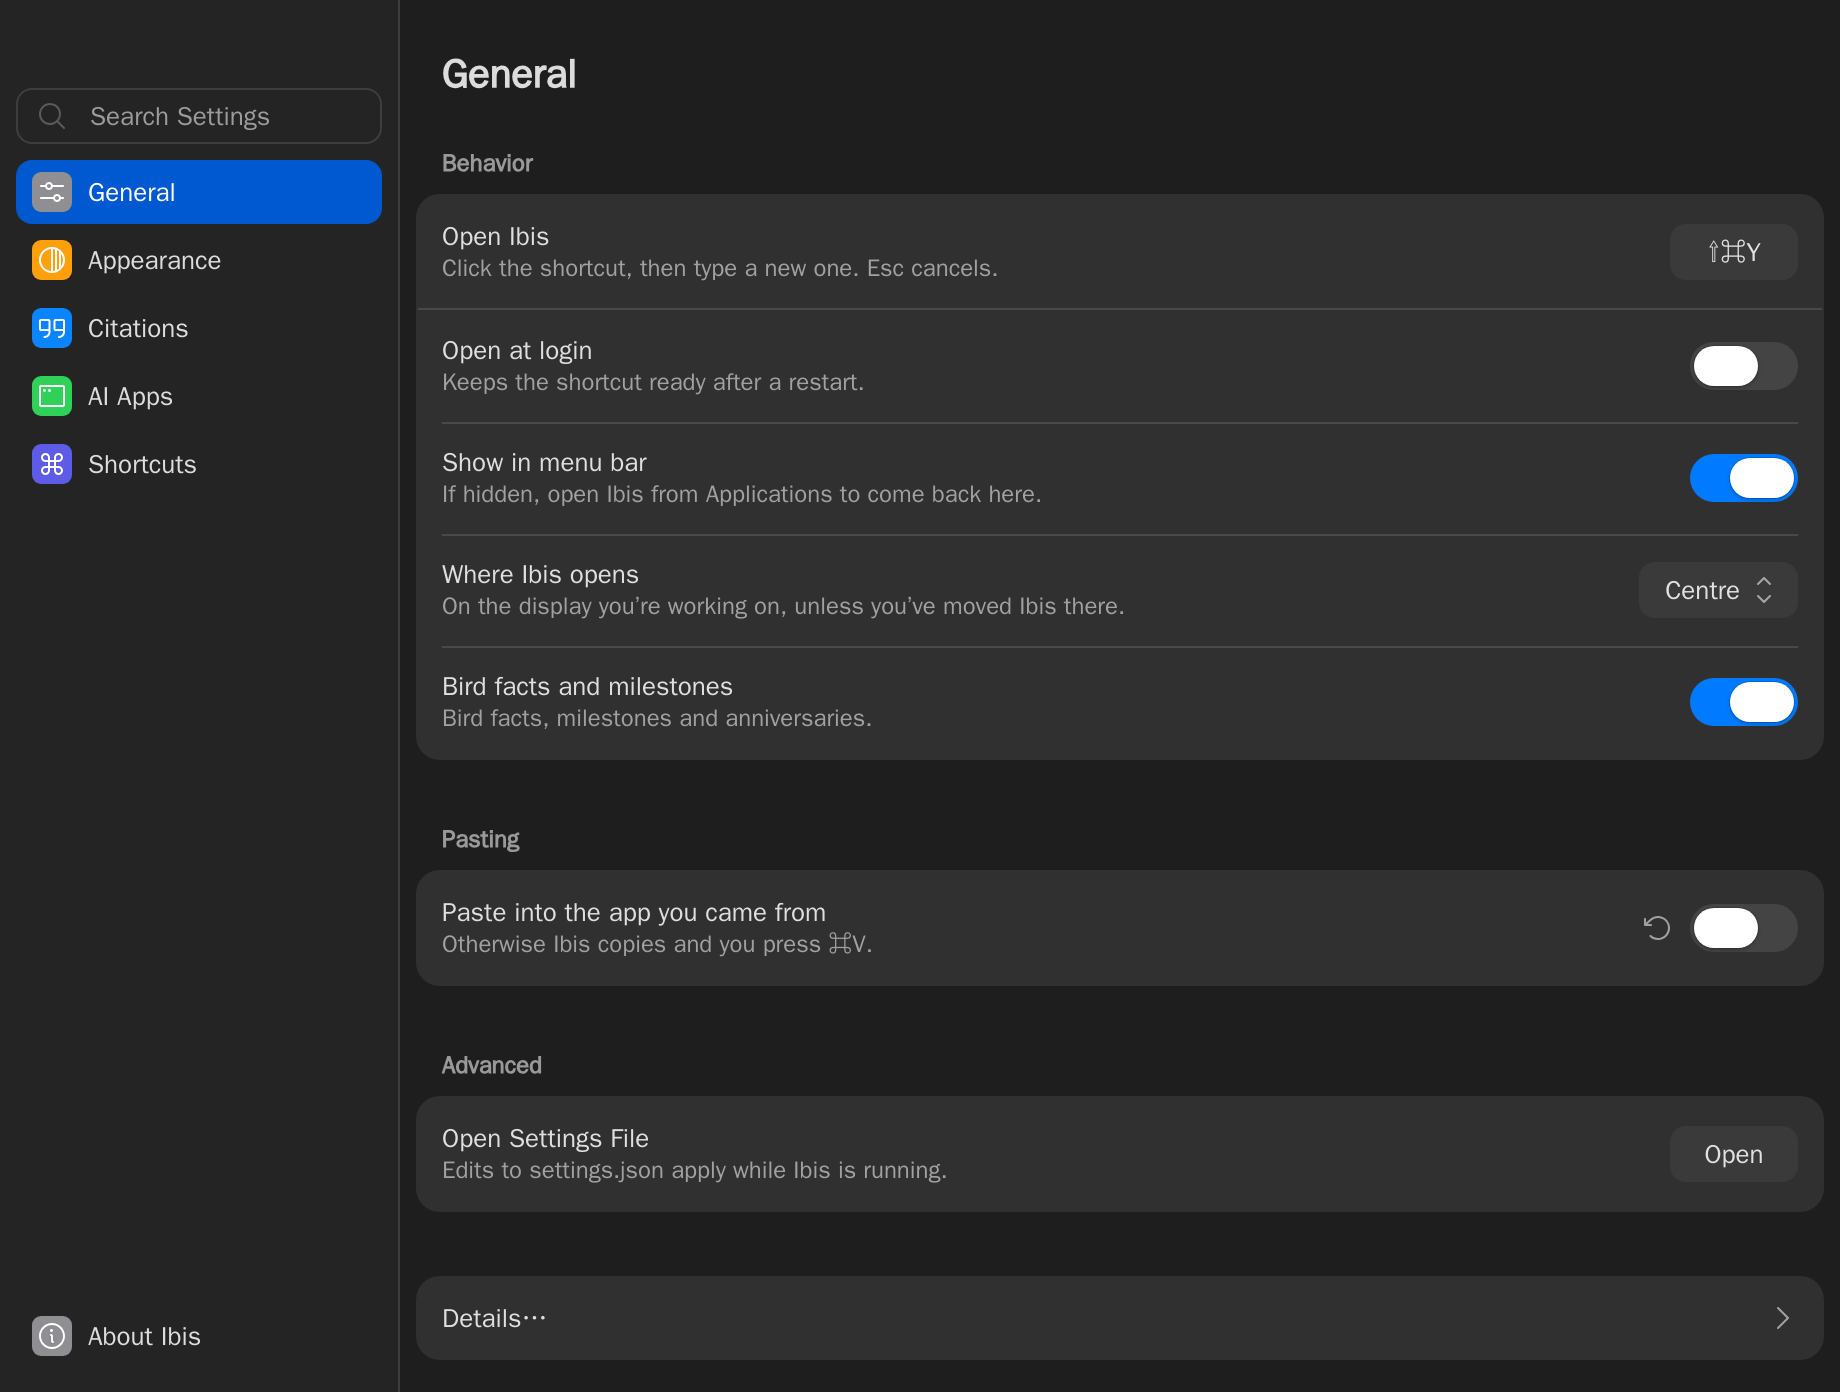 Search Settings
General
Appearance
Citations
AI Apps
Shortcuts
About Ibis
General
Behavior
Open Ibis
Click the shortcut, then type a new one. Esc cancels.
⇧⌘Y
Open at login
Keeps the shortcut ready after a restart.
Show in menu bar
If hidden, open Ibis from Applications to come back here.
Where Ibis opens
On the display you’re working on, unless you’ve moved Ibis there.
Centre
Bird facts and milestones
Bird facts, milestones and anniversaries.
Pasting
Paste into the app you came from
Otherwise Ibis copies and you press ⌘V.
Advanced
Open Settings File
Edits to settings.json apply while Ibis is running.
Open
Details…